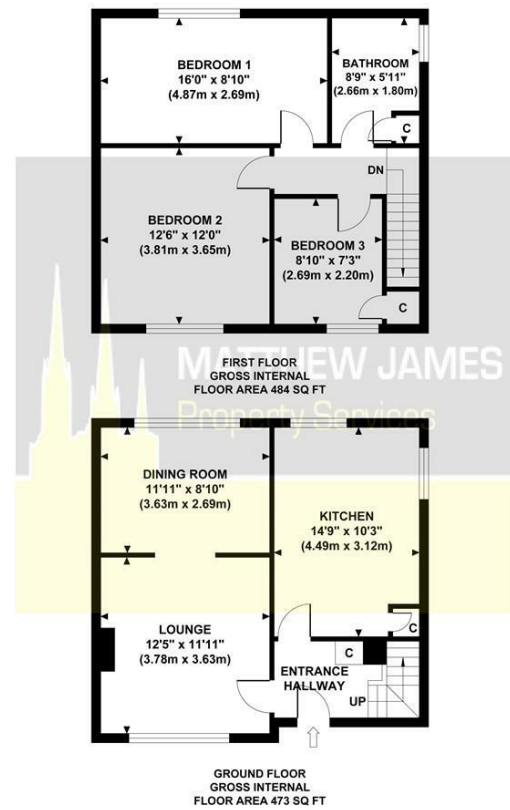 BEDROOM 1
16'0" x 8'10"
(4.87m x 2.69m)
BATHROOM
8'9" x 5'11"
(2.66m x 1.80m)
C
DN
BEDROOM 2
12'6" x 12'0"
(3.81m x 3.65m)
BEDROOM 3
8'10" x 7'3"
(2.69m x 2.20m)
C
FIRST FLOOR
GROSS INTERNAL
FLOOR AREA 484 SQ FT
MATTHEW JAMES
Property Services
DINING ROOM
11'11" x 8'10"
(3.63m x 2.69m)
KITCHEN
14'9" x 10'3"
(4.49m x 3.12m)
C
LOUNGE
12'5" x 11'11"
(3.78m x 3.63m)
C
ENTRANCE
HALLWAY
UP
GROUND FLOOR
GROSS INTERNAL
FLOOR AREA 473 SQ FT